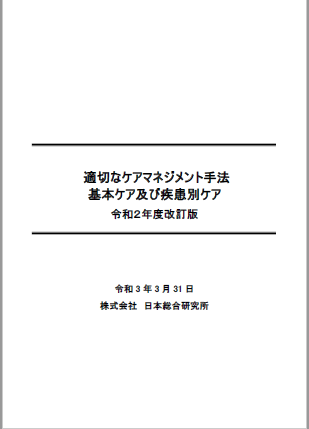 適切なケアマネジメント手法
基本ケア及び疾患別ケア
令和2年度改訂版
令和 3 年 3 月 31 日
株式会社　日本総合研究所